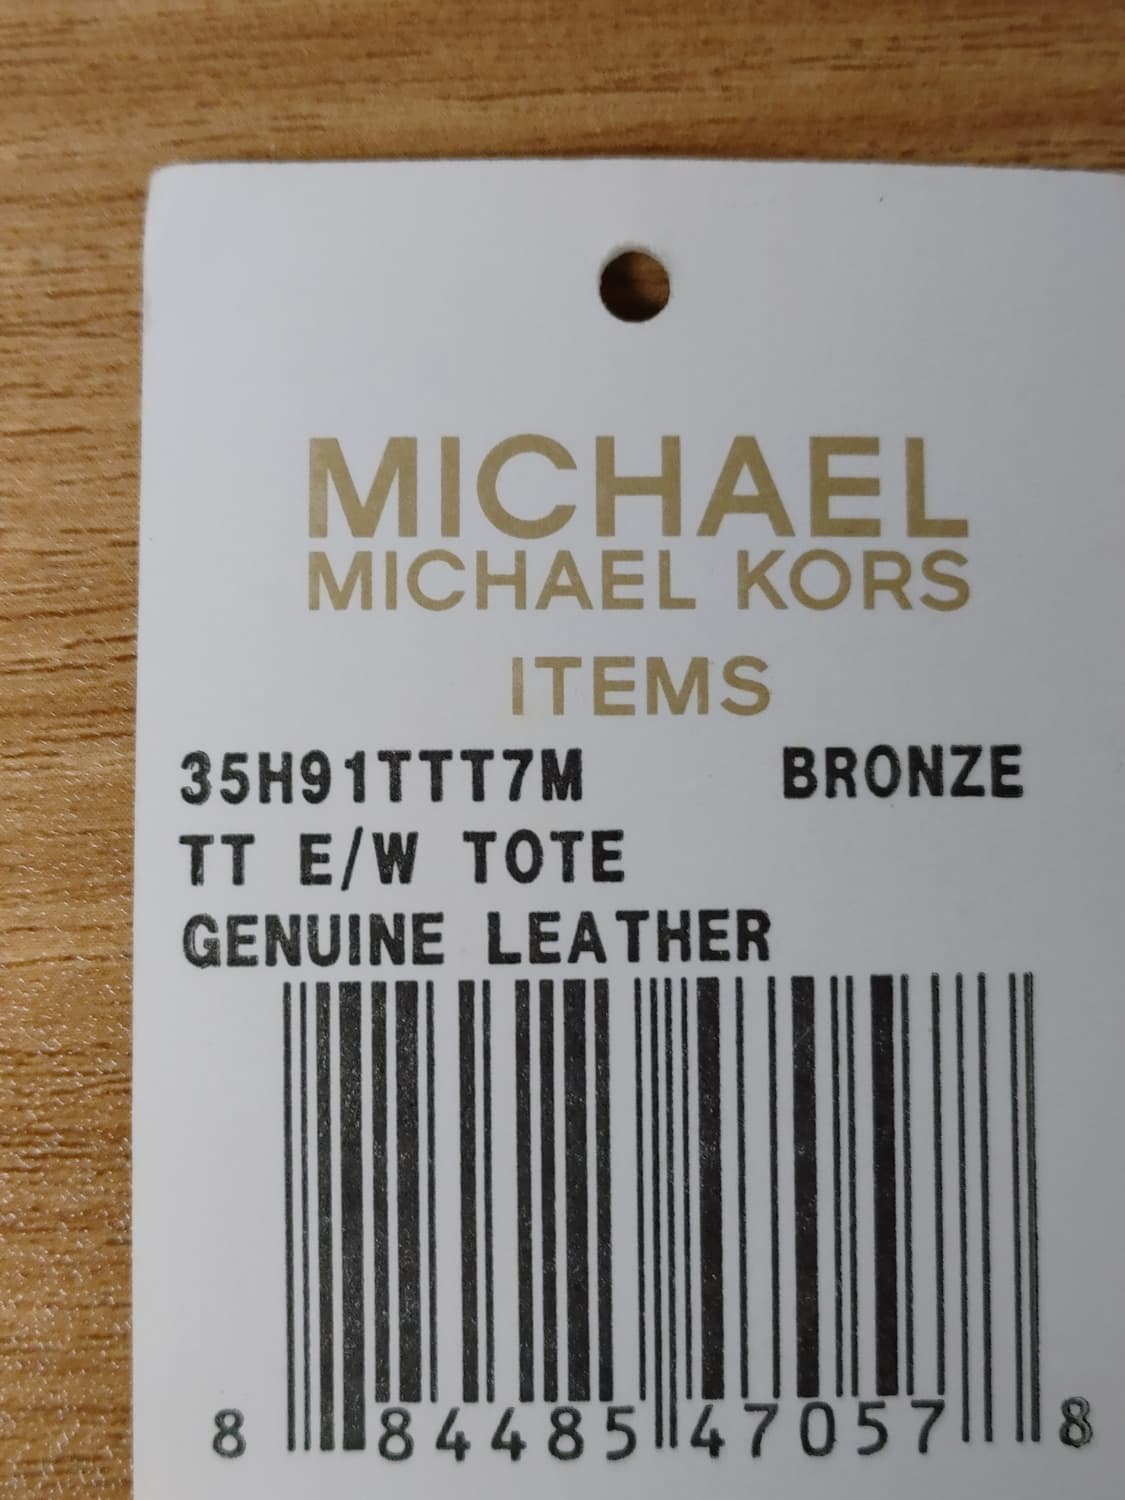 MICHAEL
MICHAEL KORS
ITEMS
35H91TTT7M BRONZE
TT E/W TOTE
GENUINE LEATHER
8 84485 47057 8